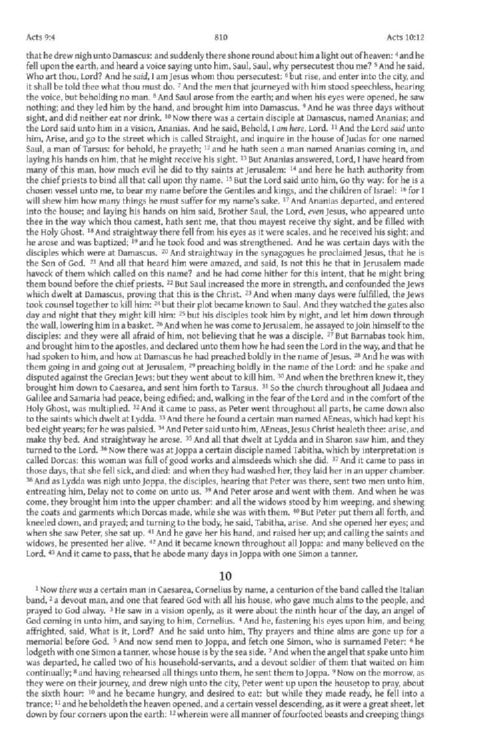 Acts 9:4 810 Acts 10:12
that he drew nigh unto Damascus: and suddenly there shone round about him a light out of heaven: 4 and he
fell upon the earth, and heard a voice saying unto him, Saul, Saul, why persecutest thou me? 5 And he said,
Who art thou, Lord? And he said, I am Jesus whom thou persecutest: 6 but rise, and enter into the city, and
it shall be told thee what thou must do. 7 And the men that journeyed with him stood speechless, hearing
the voice, but beholding no man. 8 And Saul arose from the earth; and when his eyes were opened, he saw
nothing; and they led him by the hand, and brought him into Damascus. 9 And he was three days without
sight, and did neither eat nor drink. 10 Now there was a certain disciple at Damascus, named Ananias; and
the Lord said unto him in a vision, Ananias. And he said, Behold, I am here, Lord. 11 And the Lord said unto
him, Arise, and go to the street which is called Straight, and inquire in the house of Judas for one named
Saul, a man of Tarsus: for behold, he prayeth; 12 and he hath seen a man named Ananias coming in, and
laying his hands on him, that he might receive his sight. 13 But Ananias answered, Lord, I have heard from
many of this man, how much evil he did to thy saints at Jerusalem: 14 and here he hath authority from
the chief priests to bind all that call upon thy name. 15 But the Lord said unto him, Go thy way: for he is a
chosen vessel unto me, to bear my name before the Gentiles and kings, and the children of Israel: 16 for I
will shew him how many things he must suffer for my name's sake. 17 And Ananias departed, and entered
into the house; and laying his hands on him said, Brother Saul, the Lord, even Jesus, who appeared unto
thee in the way which thou camest, hath sent me, that thou mayest receive thy sight, and be filled with
the Holy Ghost. 18 And straightway there fell from his eyes as it were scales, and he received his sight; and
he arose and was baptized; 19 and he took food and was strengthened. And he was certain days with the
disciples which were at Damascus. 20 And straightway in the synagogues he proclaimed Jesus, that he is
the Son of God. 21 And all that heard him were amazed, and said, Is not this he that in Jerusalem made
havock of them which called on this name? and he had come hither for this intent, that he might bring
them bound before the chief priests. 22 But Saul increased the more in strength, and confounded the Jews
which dwelt at Damascus, proving that this is the Christ. 23 And when many days were fulfilled, the Jews
took counsel together to kill him: 24 but their plot became known to Saul. And they watched the gates also
day and night that they might kill him: 25 but his disciples took him by night, and let him down through
the wall, lowering him in a basket. 26 And when he was come to Jerusalem, he assayed to join himself to the
disciples: and they were all afraid of him, not believing that he was a disciple. 27 But Barnabas took him,
and brought him to the apostles, and declared unto them how he had seen the Lord in the way, and that he
had spoken to him, and how at Damascus he had preached boldly in the name of Jesus. 28 And he was with
them going in and going out at Jerusalem, 29 preaching boldly in the name of the Lord: and he spake and
disputed against the Grecian Jews; but they went about to kill him. 30 And when the brethren knew it, they
brought him down to Caesarea, and sent him forth to Tarsus. 31 So the church throughout all Judaea and
Galilee and Samaria had peace, being edified; and, walking in the fear of the Lord and in the comfort of the
Holy Ghost, was multiplied. 32 And it came to pass, as Peter went throughout all parts, he came down also
to the saints which dwelt at Lydda. 33 And there he found a certain man named AEneas, which had kept his
bed eight years; for he was palsied. 34 And Peter said unto him, AEneas, Jesus Christ healeth thee: arise, and
make thy bed. And straightway he arose. 35 And all that dwelt at Lydda and in Sharon saw him, and they
turned to the Lord. 36 Now there was at Joppa a certain disciple named Tabitha, which by interpretation is
called Dorcas: this woman was full of good works and almsdeeds which she did. 37 And it came to pass in
those days, that she fell sick, and died: and when they had washed her, they laid her in an upper chamber.
38 And as Lydda was nigh unto Joppa, the disciples, hearing that Peter was there, sent two men unto him,
entreating him, Delay not to come on unto us. 39 And Peter arose and went with them. And when he was
come, they brought him into the upper chamber: and all the widows stood by him weeping, and shewing
the coats and garments which Dorcas made, while she was with them. 40 But Peter put them all forth, and
kneeled down, and prayed; and turning to the body, he said, Tabitha, arise. And she opened her eyes; and
when she saw Peter, she sat up. 41 And he gave her his hand, and raised her up; and calling the saints and
widows, he presented her alive. 42 And it became known throughout all Joppa: and many believed on the
Lord. 43 And it came to pass, that he abode many days in Joppa with one Simon a tanner.
10
1 Now there was a certain man in Caesarea, Cornelius by name, a centurion of the band called the Italian
band, 2 a devout man, and one that feared God with all his house, who gave much alms to the people, and
prayed to God alway. 3 He saw in a vision openly, as it were about the ninth hour of the day, an angel of
God coming in unto him, and saying to him, Cornelius. 4 And he, fastening his eyes upon him, and being
affrighted, said, What is it, Lord? And he said unto him, Thy prayers and thine alms are gone up for a
memorial before God. 5 And now send men to Joppa, and fetch one Simon, who is surnamed Peter: 6 he
lodgeth with one Simon a tanner, whose house is by the sea side. 7 And when the angel that spake unto him
was departed, he called two of his household-servants, and a devout soldier of them that waited on him
continually; 8 and having rehearsed all things unto them, he sent them to Joppa. 9 Now on the morrow, as
they were on their journey, and drew nigh unto the city, Peter went up upon the housetop to pray, about
the sixth hour: 10 and he became hungry, and desired to eat: but while they made ready, he fell into a
trance; 11 and he beholdeth the heaven opened, and a certain vessel descending, as it were a great sheet, let
down by four corners upon the earth: 12 wherein were all manner of fourfooted beasts and creeping things